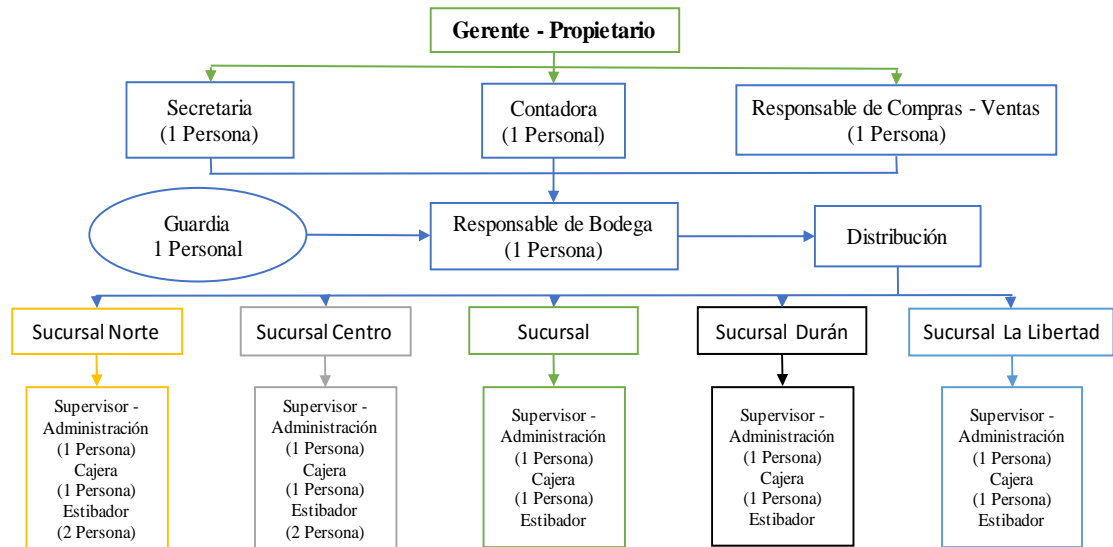 Gerente - Propietario
Secretaria
(1 Persona)
Contadora
(1 Personal)
Responsable de Compras - Ventas
(1 Persona)
Guardia
1 Personal
Responsable de Bodega
(1 Persona)
Distribución
Sucursal Norte
Sucursal Centro
Sucursal
Sucursal Durán
Sucursal La Libertad
Supervisor -
Administración
(1 Persona)
Cajera
(1 Persona)
Estibador
(2 Persona)
Supervisor -
Administración
(1 Persona)
Cajera
(1 Persona)
Estibador
(2 Persona)
Supervisor -
Administración
(1 Persona)
Cajera
(1 Persona)
Estibador
Supervisor -
Administración
(1 Persona)
Cajera
(1 Persona)
Estibador
Supervisor -
Administración
(1 Persona)
Cajera
(1 Persona)
Estibador